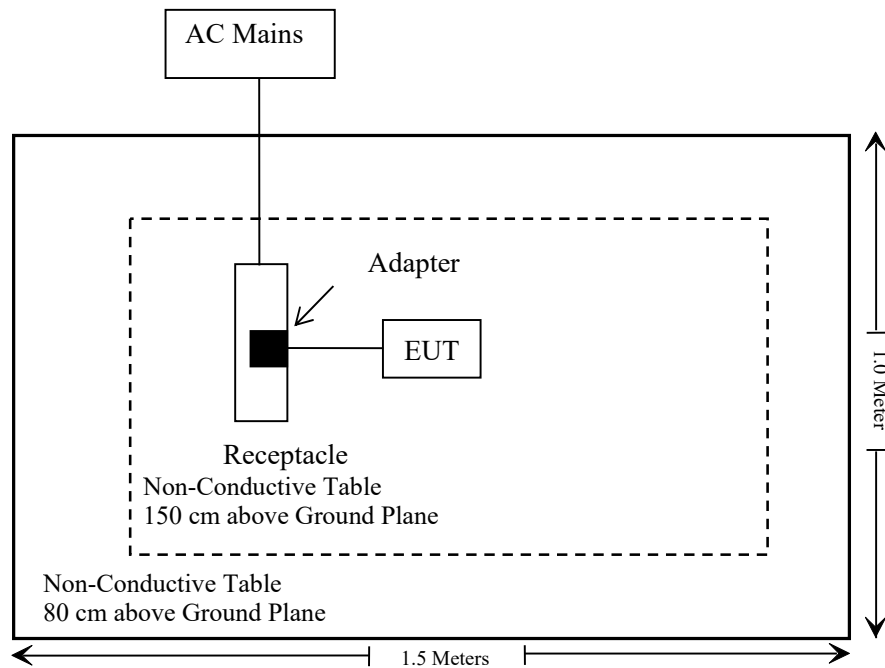 AC Mains
Adapter
EUT
Receptacle
Non-Conductive Table
150 cm above Ground Plane
Non-Conductive Table
80 cm above Ground Plane
1.0 Meter
1.5 Meters